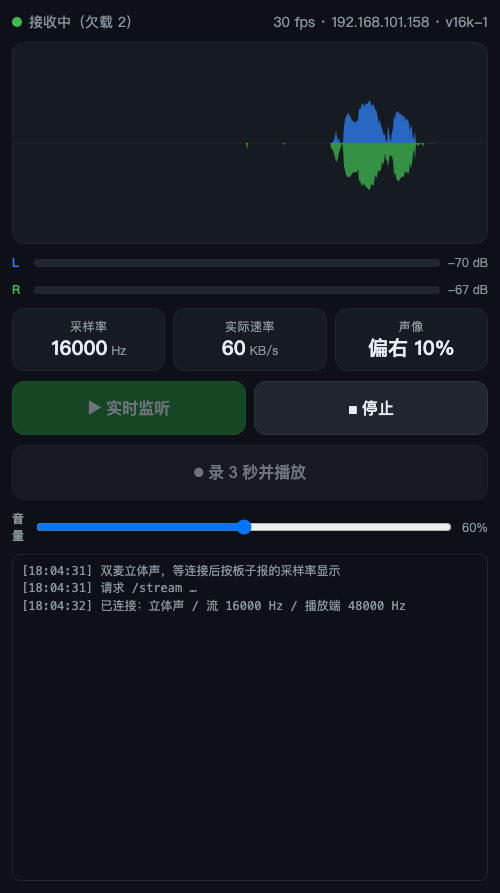 接收中（欠载 2）
30 fps · 192.168.101.158 · v16k-1
L
-70 dB
R
-67 dB
采样率
16000 Hz
实际速率
60 KB/s
声像
偏右 10%
▶ 实时监听
■ 停止
● 录 3 秒并播放
音量
60%
[18:04:31] 双麦立体声，等连接后按板子报的采样率显示
[18:04:31] 请求 /stream …
[18:04:32] 已连接：立体声 / 流 16000 Hz / 播放端 48000 Hz